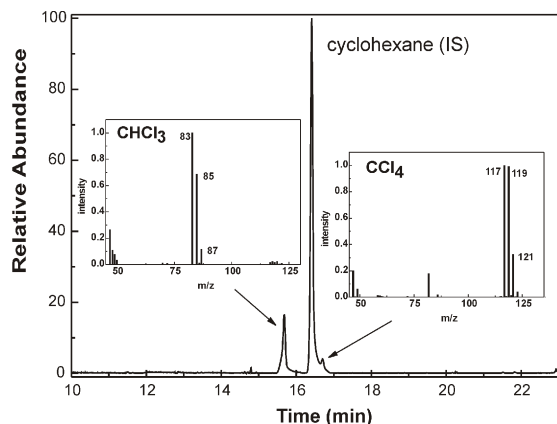 100
80
60
40
20
0
Relative Abundance
10 12 14 16 18 20 22
Time (min)
cyclohexane (IS)
CHCl3
1.0
0.8
0.6
0.4
0.2
0.0
intensity
83
85
87
50 75 100 125
m/z
CCl4
1.0
0.8
0.6
0.4
0.2
0.0
intensity
117 119
121
50 75 100 125
m/z